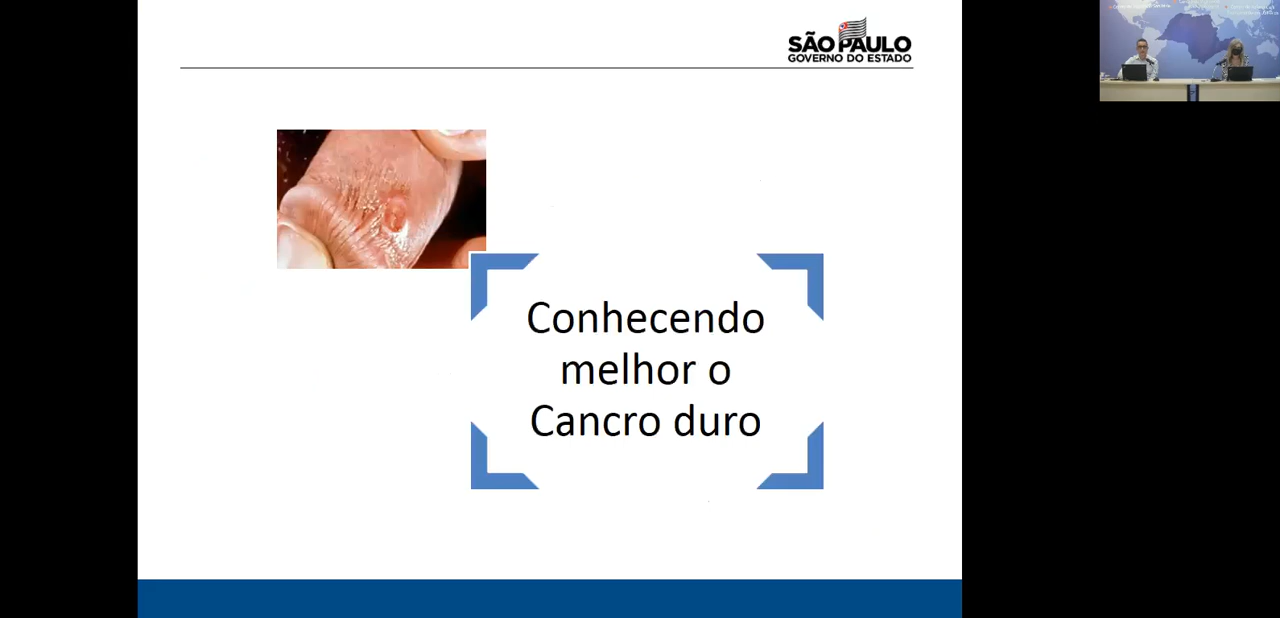 SÃO PAULO
GOVERNO DO ESTADO
Conhecendo
melhor o
Cancro duro